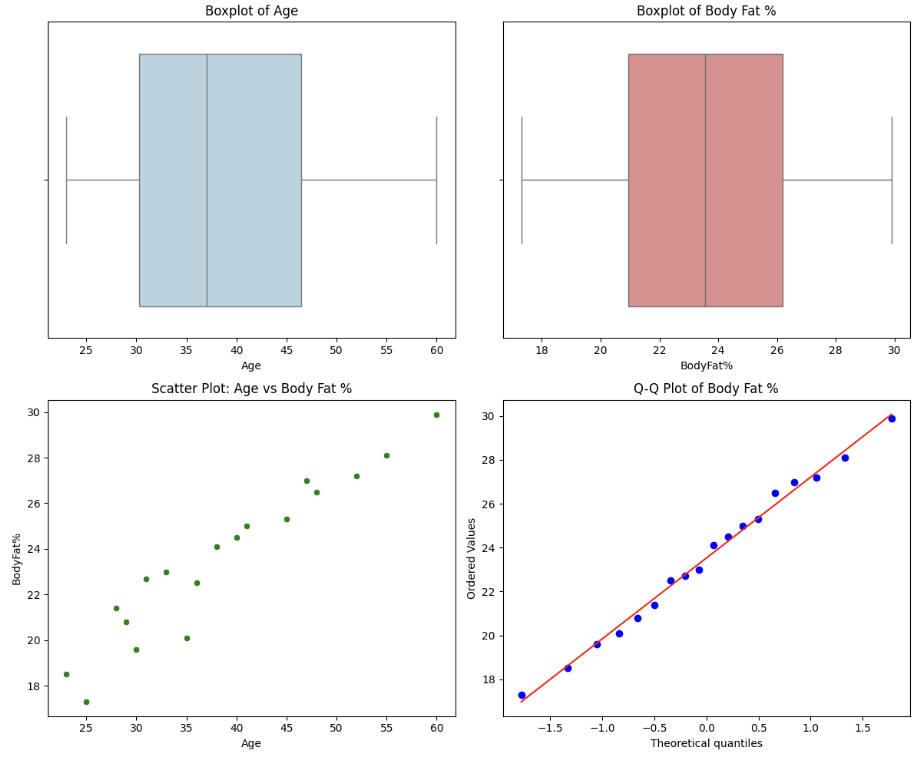 Boxplot of Age
25 30 35 40 45 50 55 60
Age
Boxplot of Body Fat %
18 20 22 24 26 28 30
BodyFat%
Scatter Plot: Age vs Body Fat %
30
28
26
24
22
20
18
BodyFat%
25 30 35 40 45 50 55 60
Age
Q-Q Plot of Body Fat %
30
28
26
24
22
20
18
Ordered Values
−1.5 −1.0 −0.5 0.0 0.5 1.0 1.5
Theoretical quantiles